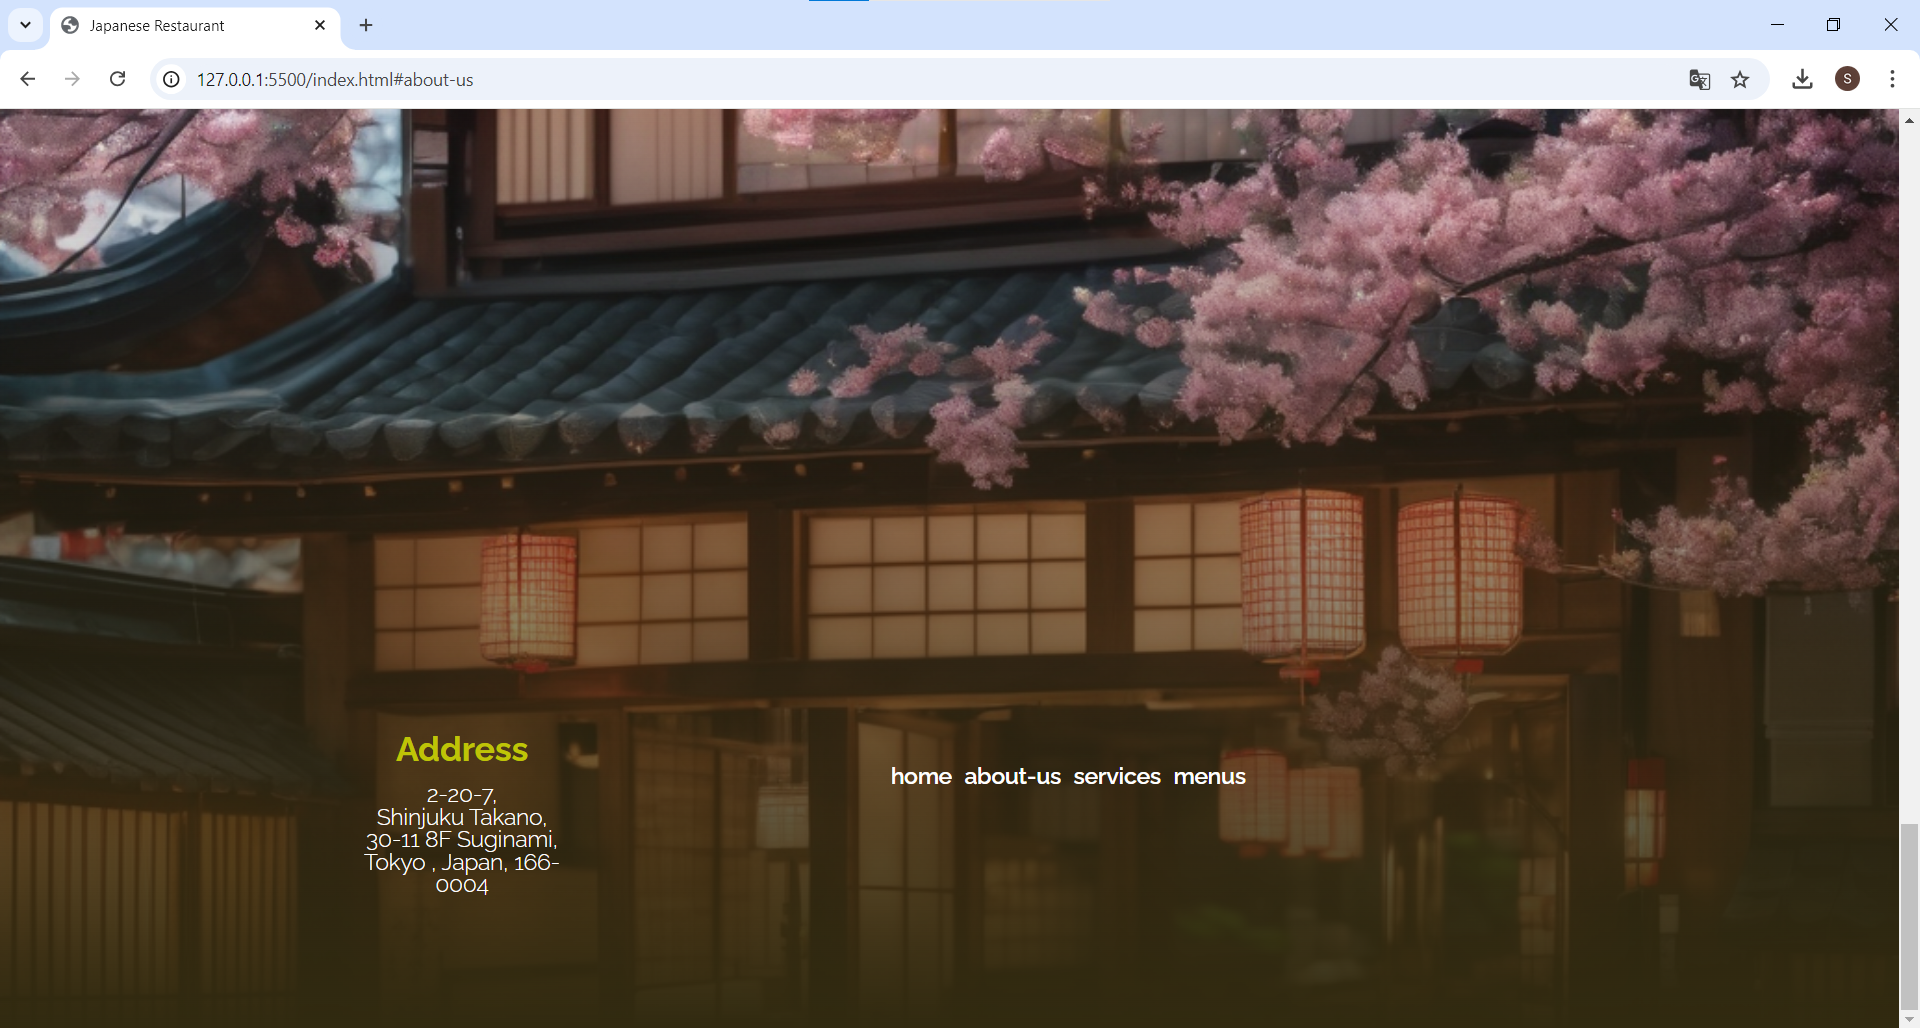 Japanese Restaurant
127.0.0.1:5500/index.html#about-us
S
Address
2-20-7,
Shinjuku Takano,
30-11 8F Suginami,
Tokyo , Japan, 166-
0004
home about-us services menus